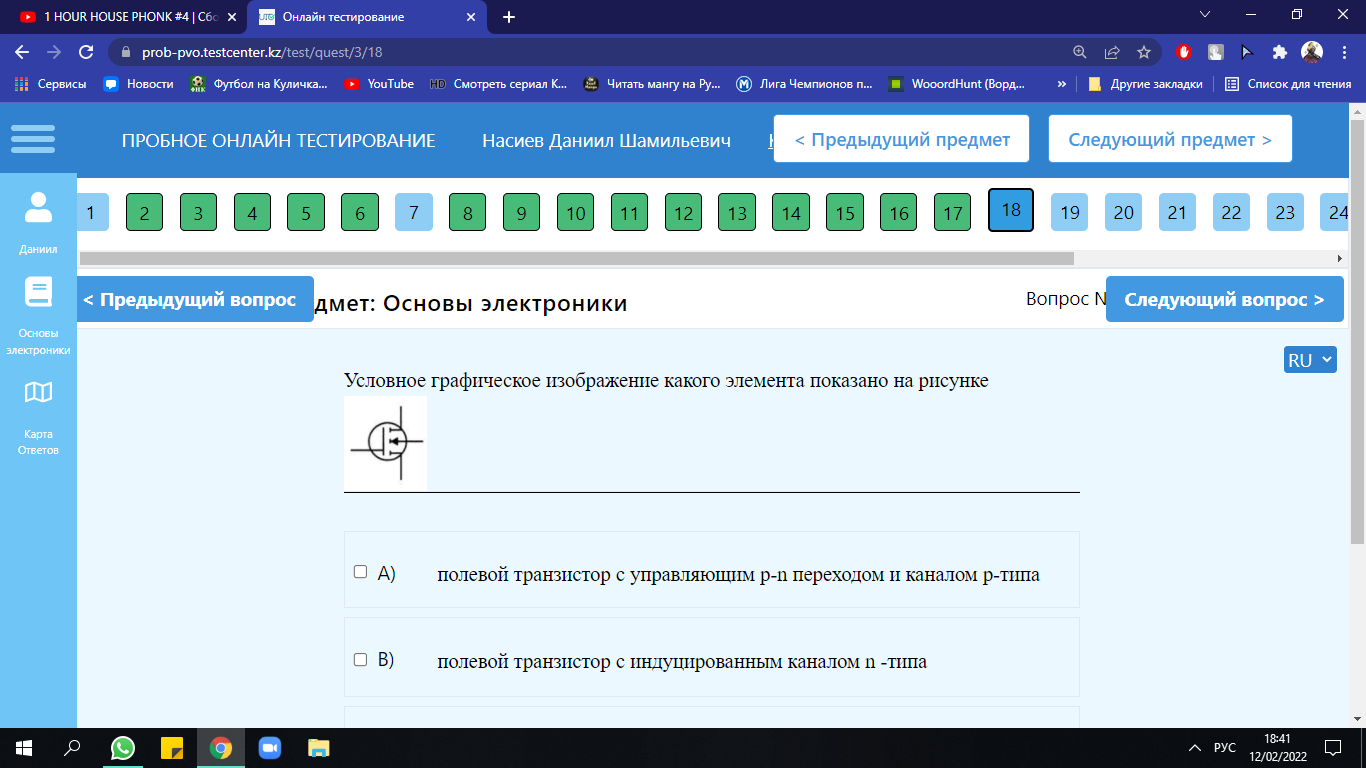 1 HOUR HOUSE PHONK #4 | Сбо
Онлайн тестирование
prob-pvo.testcenter.kz/test/quest/3/18
Сервисы
Новости
Футбол на Куличка...
YouTube
HD Смотреть сериал К...
Читать мангу на Ру...
Лига Чемпионов п...
WooordHunt (Ворд...
»
Другие закладки
Список для чтения
ПРОБНОЕ ОНЛАЙН ТЕСТИРОВАНИЕ
Насиев Даниил Шамильевич
< Предыдущий предмет
Следующий предмет >
1 2 3 4 5 6 7 8 9 10 11 12 13 14 15 16 17 18 19 20 21 22 23 24
Даниил
Основы
электроники
Карта
Ответов
< Предыдущий вопрос
дмет: Основы электроники
Вопрос N
Следующий вопрос >
RU
Условное графическое изображение какого элемента показано на рисунке
A) полевой транзистор с управляющим p-n переходом и каналом p-типа
B) полевой транзистор с индуцированным каналом n -типа
РУС
18:41
12/02/2022